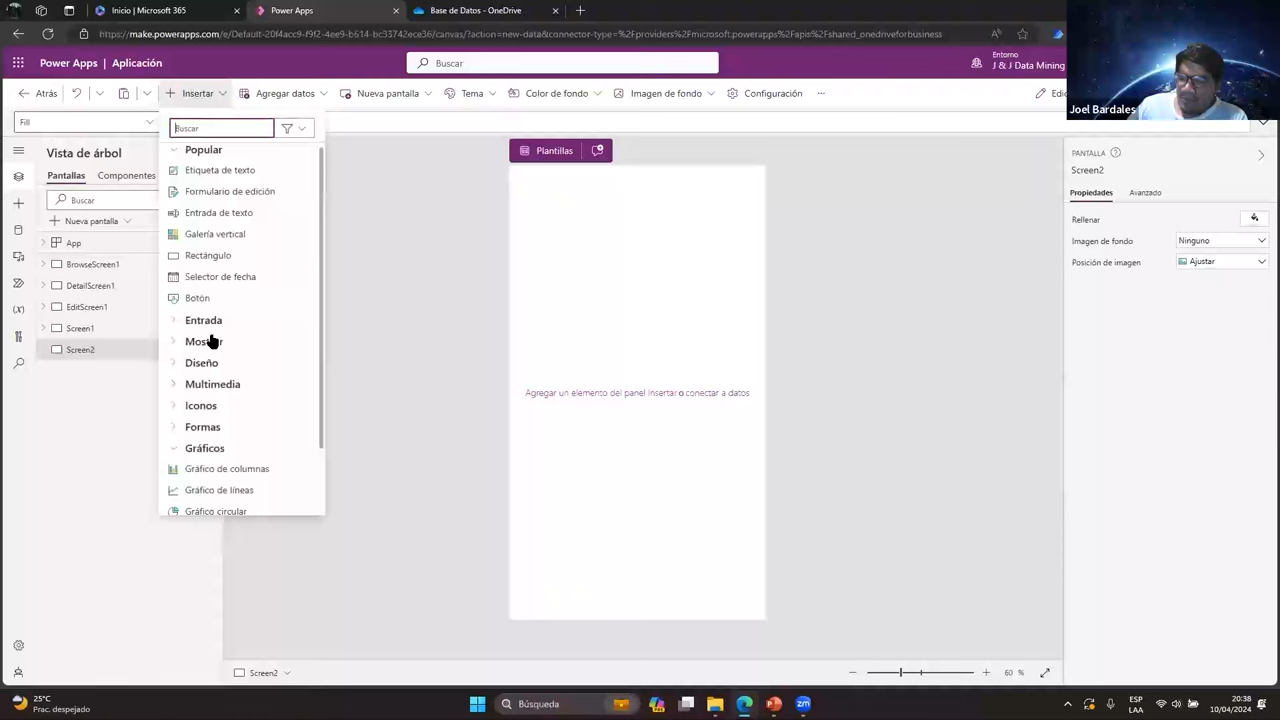 Inicio | Microsoft 365
Power Apps
Base de Datos - OneDrive
https://make.powerapps.com/e/Default-20f4acc9-f9f2-4ee9-b614-bc33742ece36/canvas/?action=new-data&connector-type=%2Fproviders%2Fmicrosoft.powerapps%2Fapis%2Fshared_onedriveforbusiness
Power Apps | Aplicación
Buscar
Entorno
J & J Data Mining
Joel Bardales
Atrás
Insertar
Agregar datos
Nueva pantalla
Tema
Color de fondo
Imagen de fondo
Configuración
Fill
Buscar
Vista de árbol
Pantallas
Componentes
Buscar
Nueva pantalla
App
BrowseScreen1
DetailScreen1
EditScreen1
Screen1
Screen2
Popular
Etiqueta de texto
Formulario de edición
Entrada de texto
Galería vertical
Rectángulo
Selector de fecha
Botón
Entrada
Diseño
Multimedia
Iconos
Formas
Gráficos
Gráfico de columnas
Gráfico de líneas
Gráfico circular
Plantillas
Agregar un elemento del panel Insertar o conectar a datos
PANTALLA
Screen2
Propiedades
Avanzado
Rellenar
Imagen de fondo
Ninguno
Posición de imagen
Ajustar
Screen2
60 %
25°C
Prac. despejado
Búsqueda
ESP
LAA
20:38
10/04/2024